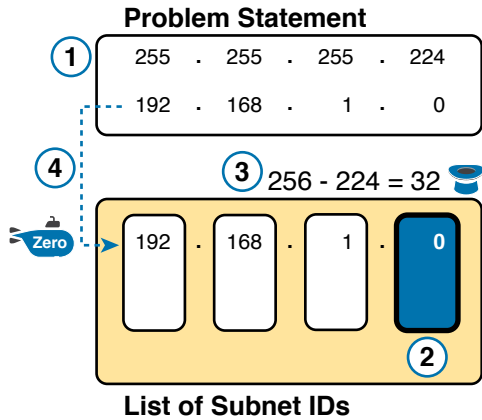 Problem Statement
1 255 . 255 . 255 . 224
192 . 168 . 1 . 0
4
3 256 - 224 = 32
Zero 192 . 168 . 1 . 0
2
List of Subnet IDs